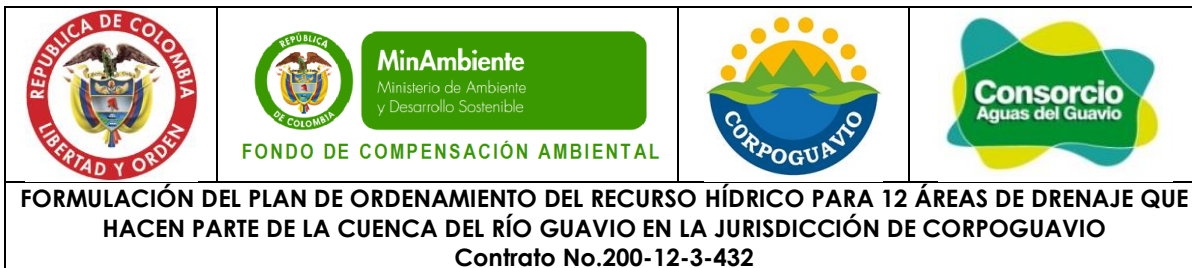 REPUBLICA DE COLOMBIA
LIBERTAD Y ORDEN
REPÚBLICA
DE COLOMBIA
MinAmbiente
Ministerio de Ambiente
y Desarrollo Sostenible
FONDO DE COMPENSACIÓN AMBIENTAL
CORPOGUAVIO
Consorcio
Aguas del Guavio
FORMULACIÓN DEL PLAN DE ORDENAMIENTO DEL RECURSO HÍDRICO PARA 12 ÁREAS DE DRENAJE QUE
HACEN PARTE DE LA CUENCA DEL RÍO GUAVIO EN LA JURISDICCIÓN DE CORPOGUAVIO
Contrato No.200-12-3-432